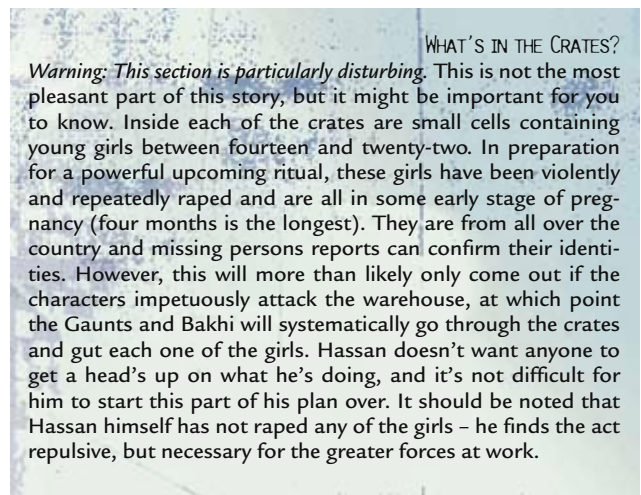 WHAT'S IN THE CRATES?
Warning: This section is particularly disturbing. This is not the most
pleasant part of this story, but it might be important for you
to know. Inside each of the crates are small cells containing
young girls between fourteen and twenty-two. In preparation
for a powerful upcoming ritual, these girls have been violently
and repeatedly raped and are all in some early stage of preg-
nancy (four months is the longest). They are from all over the
country and missing persons reports can confirm their identi-
ties. However, this will more than likely only come out if the
characters impetuously attack the warehouse, at which point
the Gaunts and Bakhi will systematically go through the crates
and gut each one of the girls. Hassan doesn't want anyone to
get a head's up on what he's doing, and it's not difficult for
him to start this part of his plan over. It should be noted that
Hassan himself has not raped any of the girls – he finds the act
repulsive, but necessary for the greater forces at work.